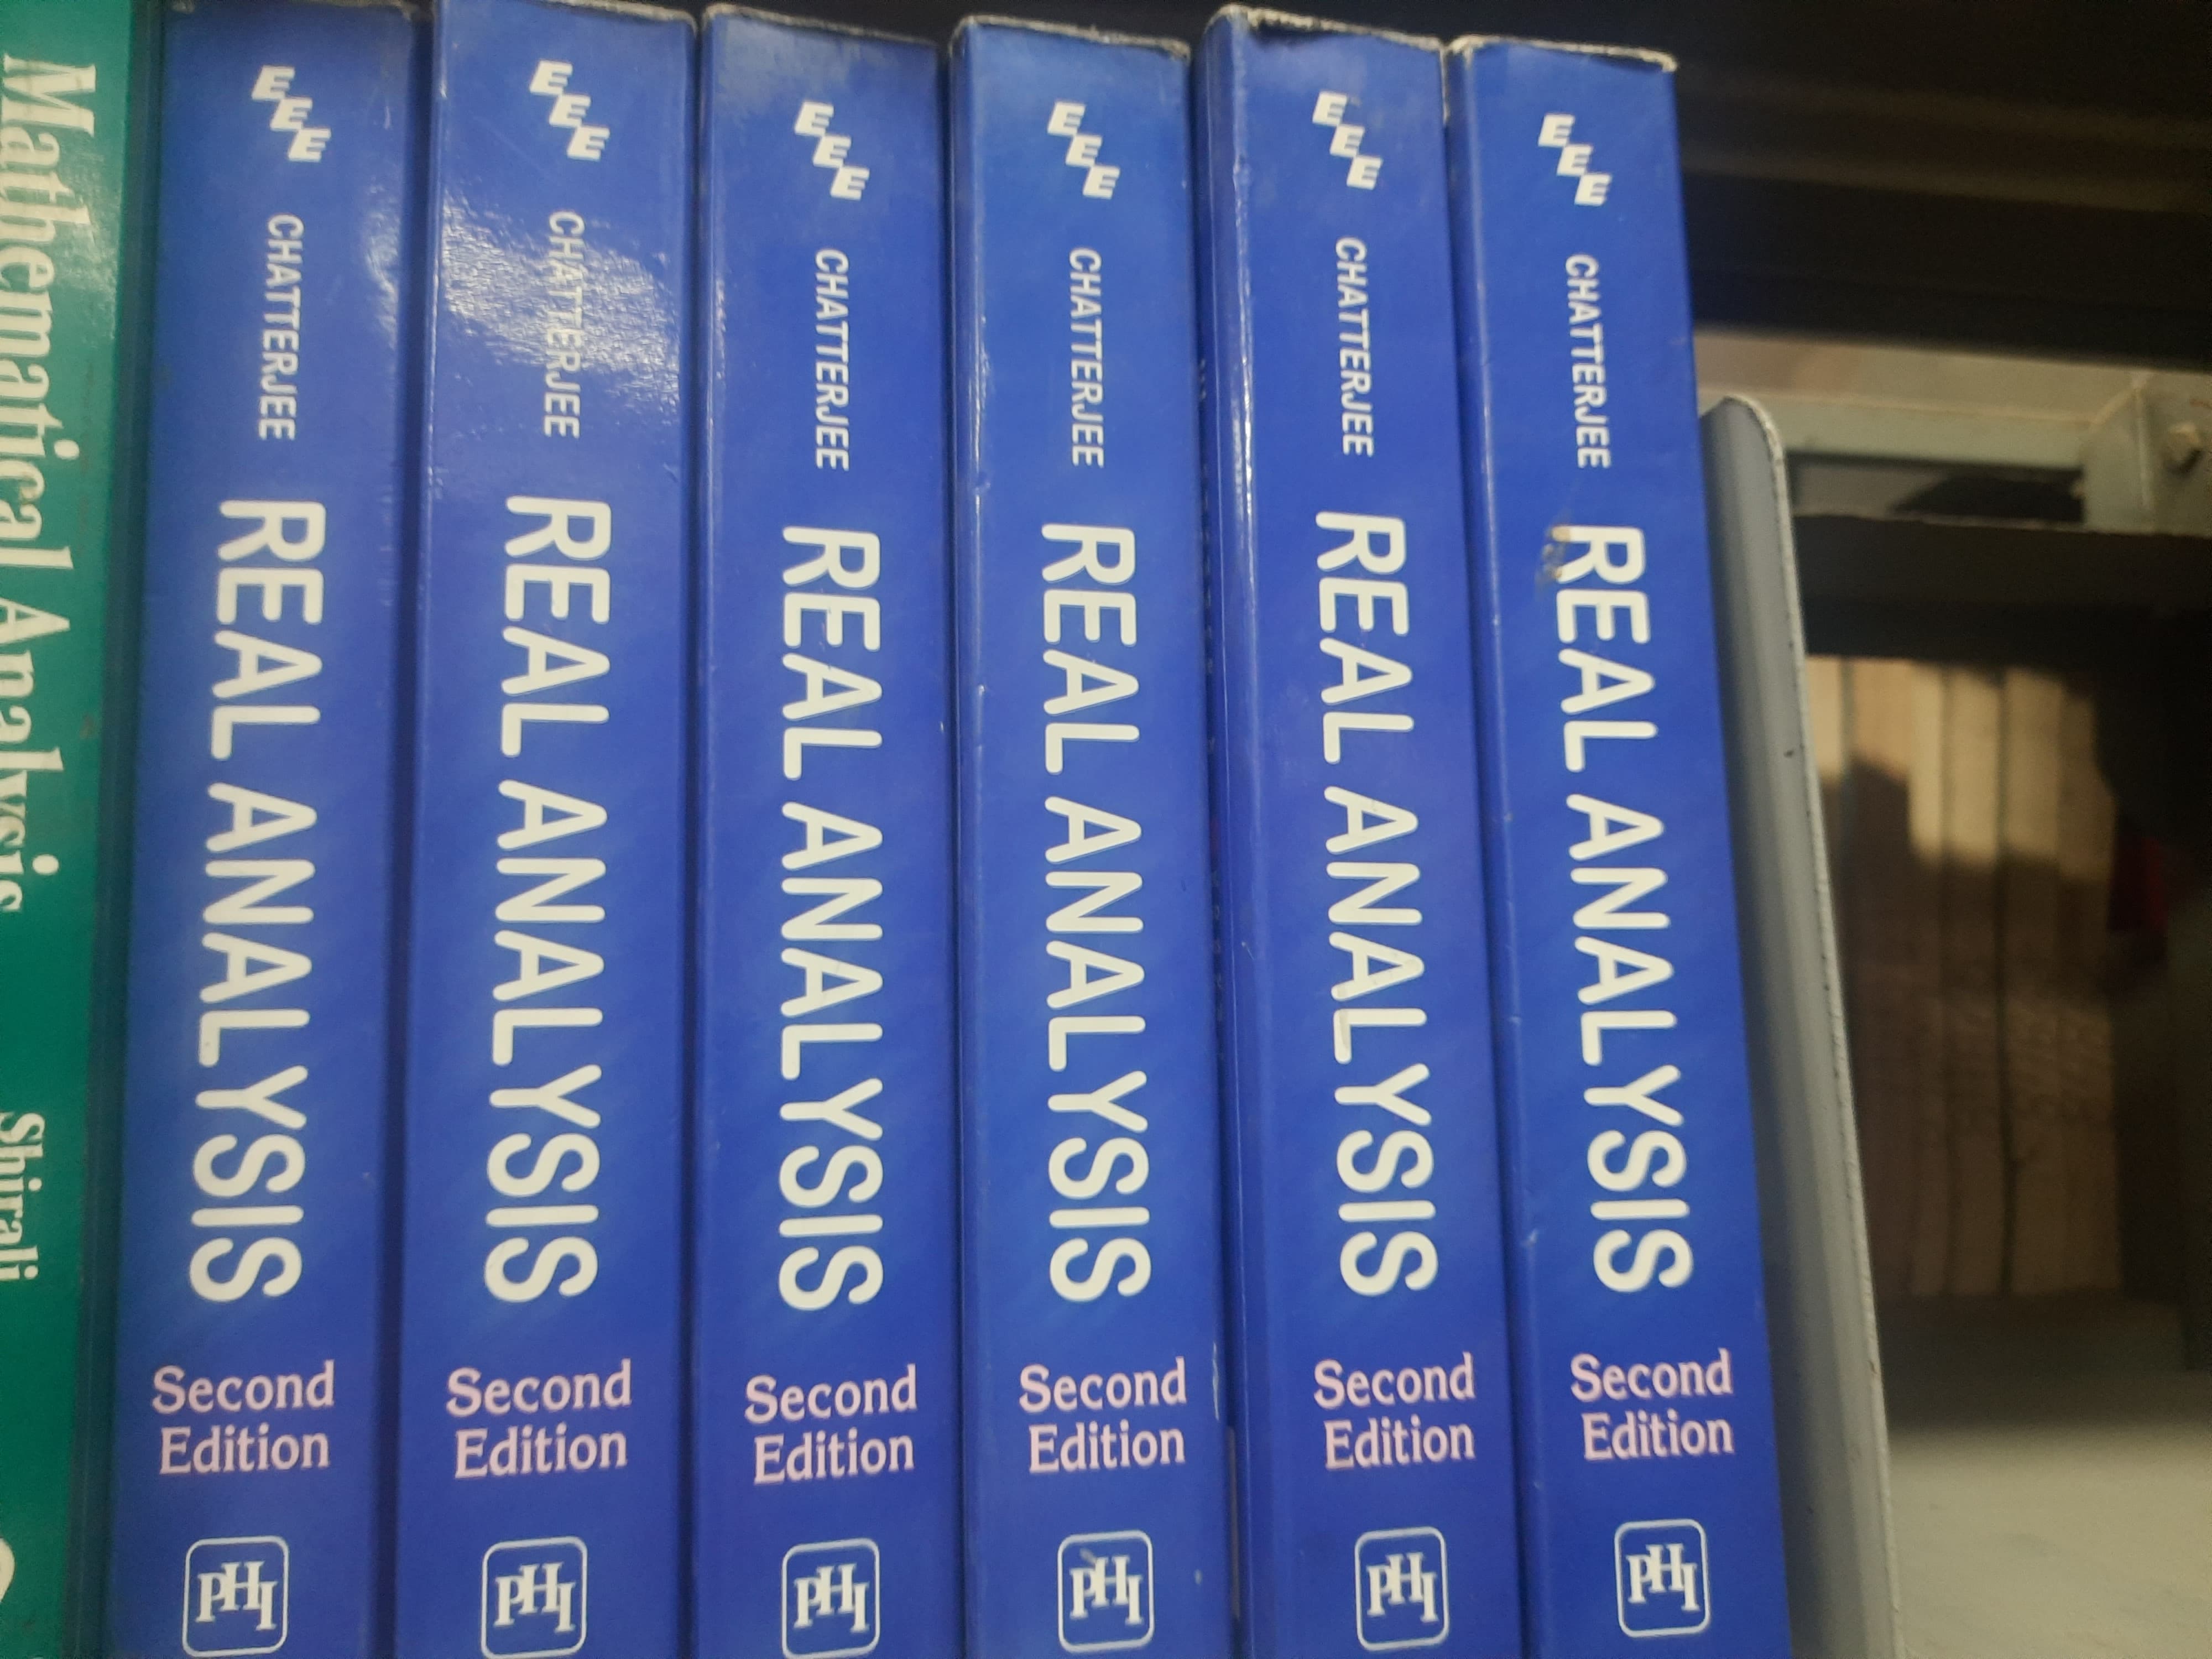 Mathematical Analysis Shirali
EEE
CHATTERJEE
REAL ANALYSIS
Second
Edition
PHI
EEE
CHATTERJEE
REAL ANALYSIS
Second
Edition
PHI
EEE
CHATTERJEE
REAL ANALYSIS
Second
Edition
PHI
EEE
CHATTERJEE
REAL ANALYSIS
Second
Edition
PHI
EEE
CHATTERJEE
REAL ANALYSIS
Second
Edition
PHI
EEE
CHATTERJEE
REAL ANALYSIS
Second
Edition
PHI